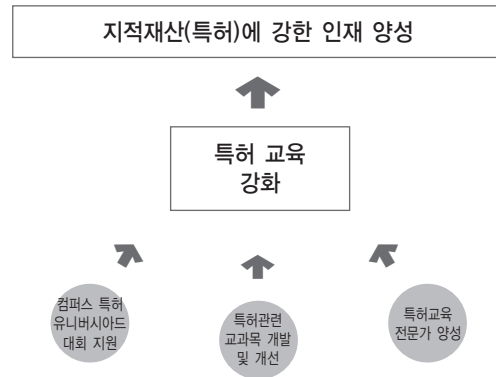 지적재산(특허)에 강한 인재 양성
특허 교육
강화
컴퍼스 특허
유니버시아드
대회 지원
특허관련
교과목 개발
및 개선
특허교육
전문가 양성